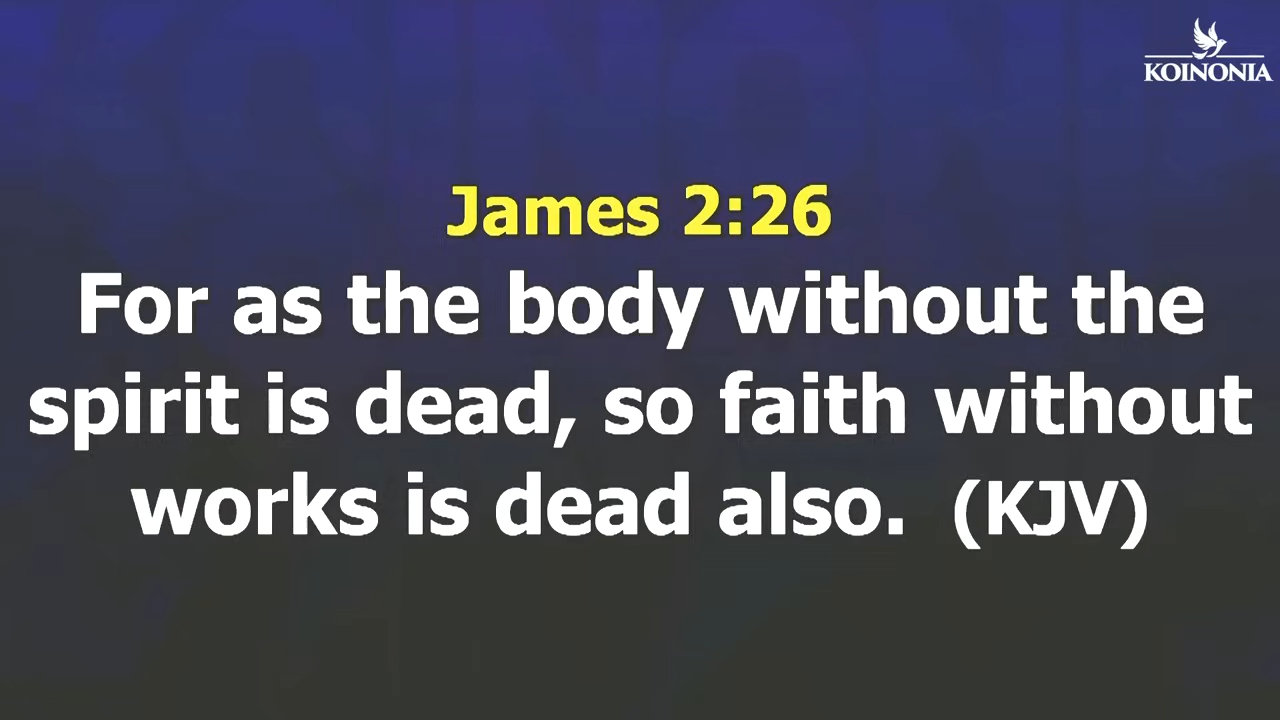 KOINONIA
James 2:26
For as the body without the
spirit is dead, so faith without
works is dead also.  (KJV)